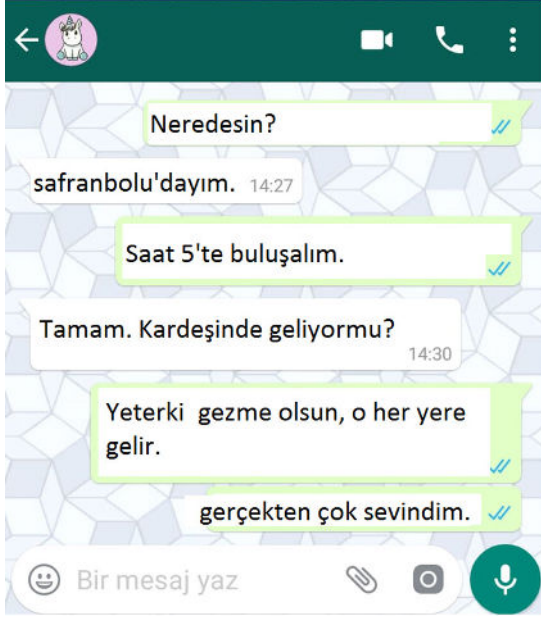 Neredesin?
safranbolu'dayım. 14:27
Saat 5'te buluşalım.
Tamam. Kardeşinde geliyormu?
14:30
Yeterki  gezme olsun, o her yere
gelir.
gerçekten çok sevindim.
Bir mesaj yaz